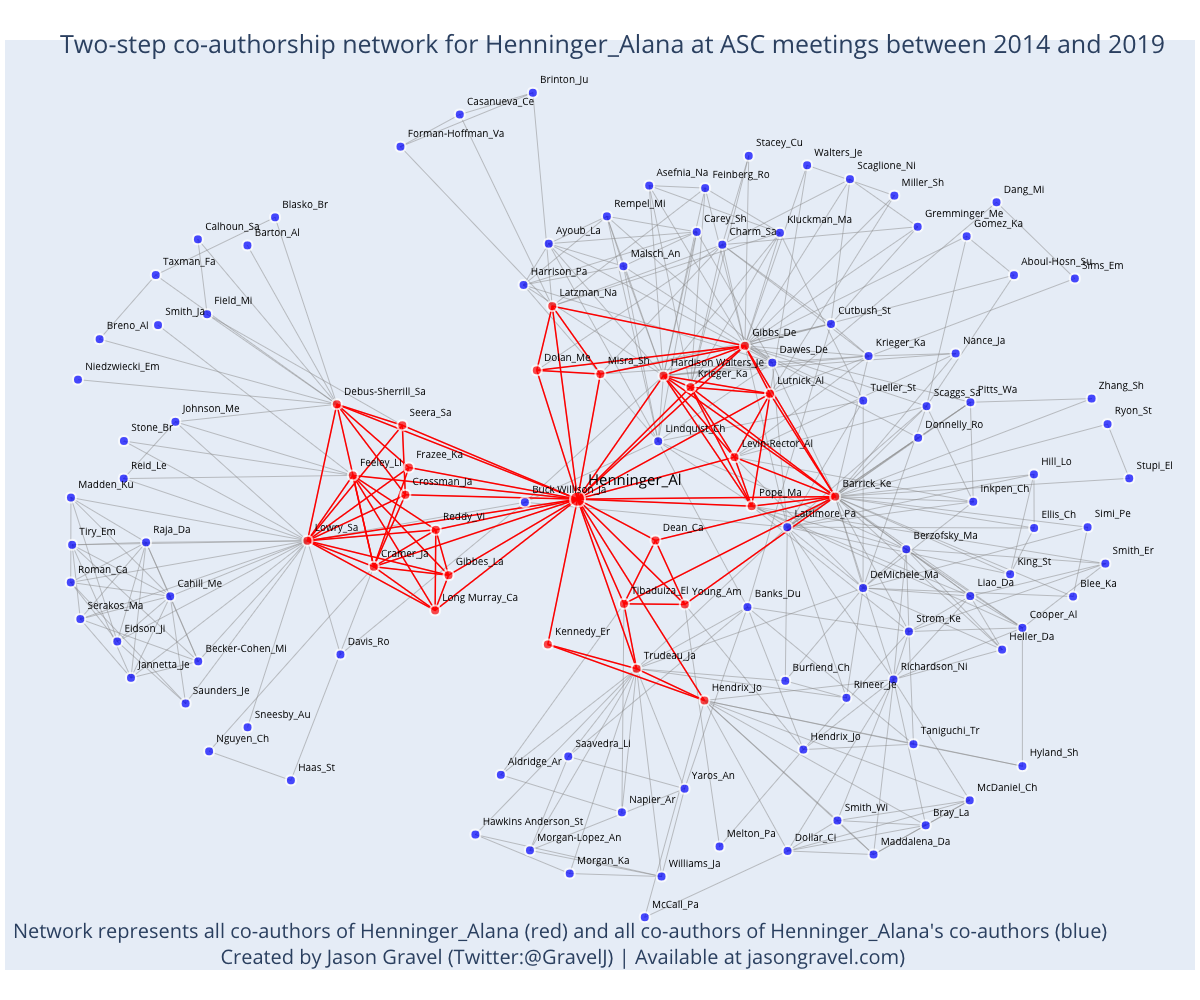 Two-step co-authorship network for Henninger_Alana at ASC meetings between 2014 and 2019
Brinton_Ju
Casanueva_Ce
Forman-Hoffman_Va
Stacey_Cu
Walters_Je
Scaglione_Ni
Asefnia_Na
Feinberg_Ro
Miller_Sh
Dang_Mi
Blasko_Br
Rempel_Mi
Carey_Sh
Kluckman_Ma
Gremminger_Me
Gomez_Ka
Calhoun_Sa
Barton_Al
Ayoub_La
Charm_Sa
Malsch_An
Aboul-Hosn_Su
Sims_Em
Taxman_Fa
Harrison_Pa
Latzman_Na
Smith_Ja
Field_Mi
Cutbush_St
Breno_Al
Gibbs_De
Nance_Ja
Dolan_Me
Misra_Sh
Hardison Walters_Je
Dawes_De
Krieger_Ka
Niedzwiecki_Em
Krieger_Ka
Lutnick_Al
Tueller_St
Scaggs_Sa
Pitts_Wa
Zhang_Sh
Debus-Sherrill_Sa
Johnson_Me
Seera_Sa
Ryon_St
Stone_Br
Lindquist_Ch
Donnelly_Ro
Levin-Rector_Al
Reid_Le
Feeley_Li
Frazee_Ka
Hill_Lo
Stupi_El
Madden_Ku
Crossman_Ja
Buck Willison_Ja
Henninger_Al
Pope_Ma
Barrick_Ke
Inkpen_Ch
Tiry_Em
Raja_Da
Lowry_Sa
Reddy_Vi
Dean_Ca
Lattimore_Pa
Ellis_Ch
Simi_Pe
Roman_Ca
Cahill_Me
Cramer_Ja
Gibbes_La
Berzofsky_Ma
King_St
Smith_Er
Serakos_Ma
Long Murray_Ca
Tibaduiza_El
Young_Am
Banks_Du
DeMichele_Ma
Liao_Da
Blee_Ka
Eidson_Ji
Becker-Cohen_Mi
Davis_Ro
Kennedy_Er
Strom_Ke
Cooper_Al
Heller_Da
Jannetta_Je
Trudeau_Ja
Burfiend_Ch
Richardson_Ni
Saunders_Je
Hendrix_Jo
Rineer_Je
Sneesby_Au
Nguyen_Ch
Haas_St
Saavedra_Li
Hendrix_Jo
Taniguchi_Tr
Hyland_Sh
Aldridge_Ar
Yaros_An
McDaniel_Ch
Napier_Ar
Smith_Wi
Bray_La
Hawkins Anderson_St
Morgan-Lopez_An
Melton_Pa
Dollar_Ci
Maddalena_Da
Morgan_Ka
Williams_Ja
McCall_Pa
Network represents all co-authors of Henninger_Alana (red) and all co-authors of Henninger_Alana's co-authors (blue)
Created by Jason Gravel (Twitter:@GravelJ) | Available at jasongravel.com)